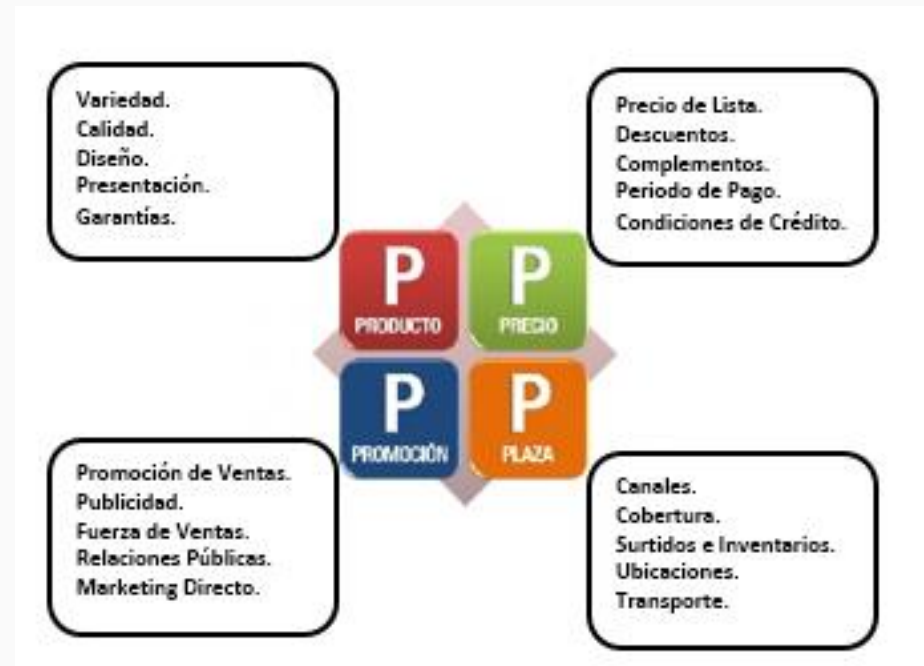 Variedad.
Calidad.
Diseño.
Presentación.
Garantías.
Precio de Lista.
Descuentos.
Complementos.
Periodo de Pago.
Condiciones de Crédito.
P
PRODUCTO
P
PRECIO
P
PROMOCIÓN
P
PLAZA
Promoción de Ventas.
Publicidad.
Fuerza de Ventas.
Relaciones Públicas.
Marketing Directo.
Canales.
Cobertura.
Surtidos e Inventarios.
Ubicaciones.
Transporte.